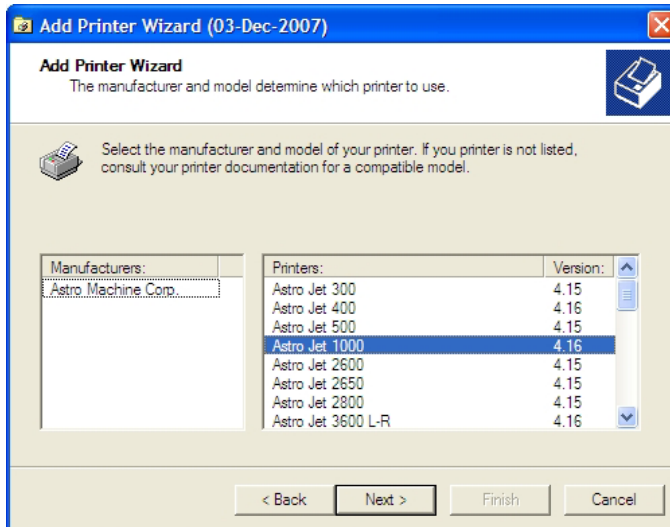 Add Printer Wizard (03-Dec-2007)
Add Printer Wizard
The manufacturer and model determine which printer to use.
Select the manufacturer and model of your printer. If you printer is not listed,
consult your printer documentation for a compatible model.
Manufacturers:
Astro Machine Corp.
Printers: Version:
Astro Jet 300 4.15
Astro Jet 400 4.16
Astro Jet 500 4.15
Astro Jet 1000 4.16
Astro Jet 2600 4.15
Astro Jet 2650 4.15
Astro Jet 2800 4.15
Astro Jet 3600 L-R 4.16
< Back Next > Finish Cancel